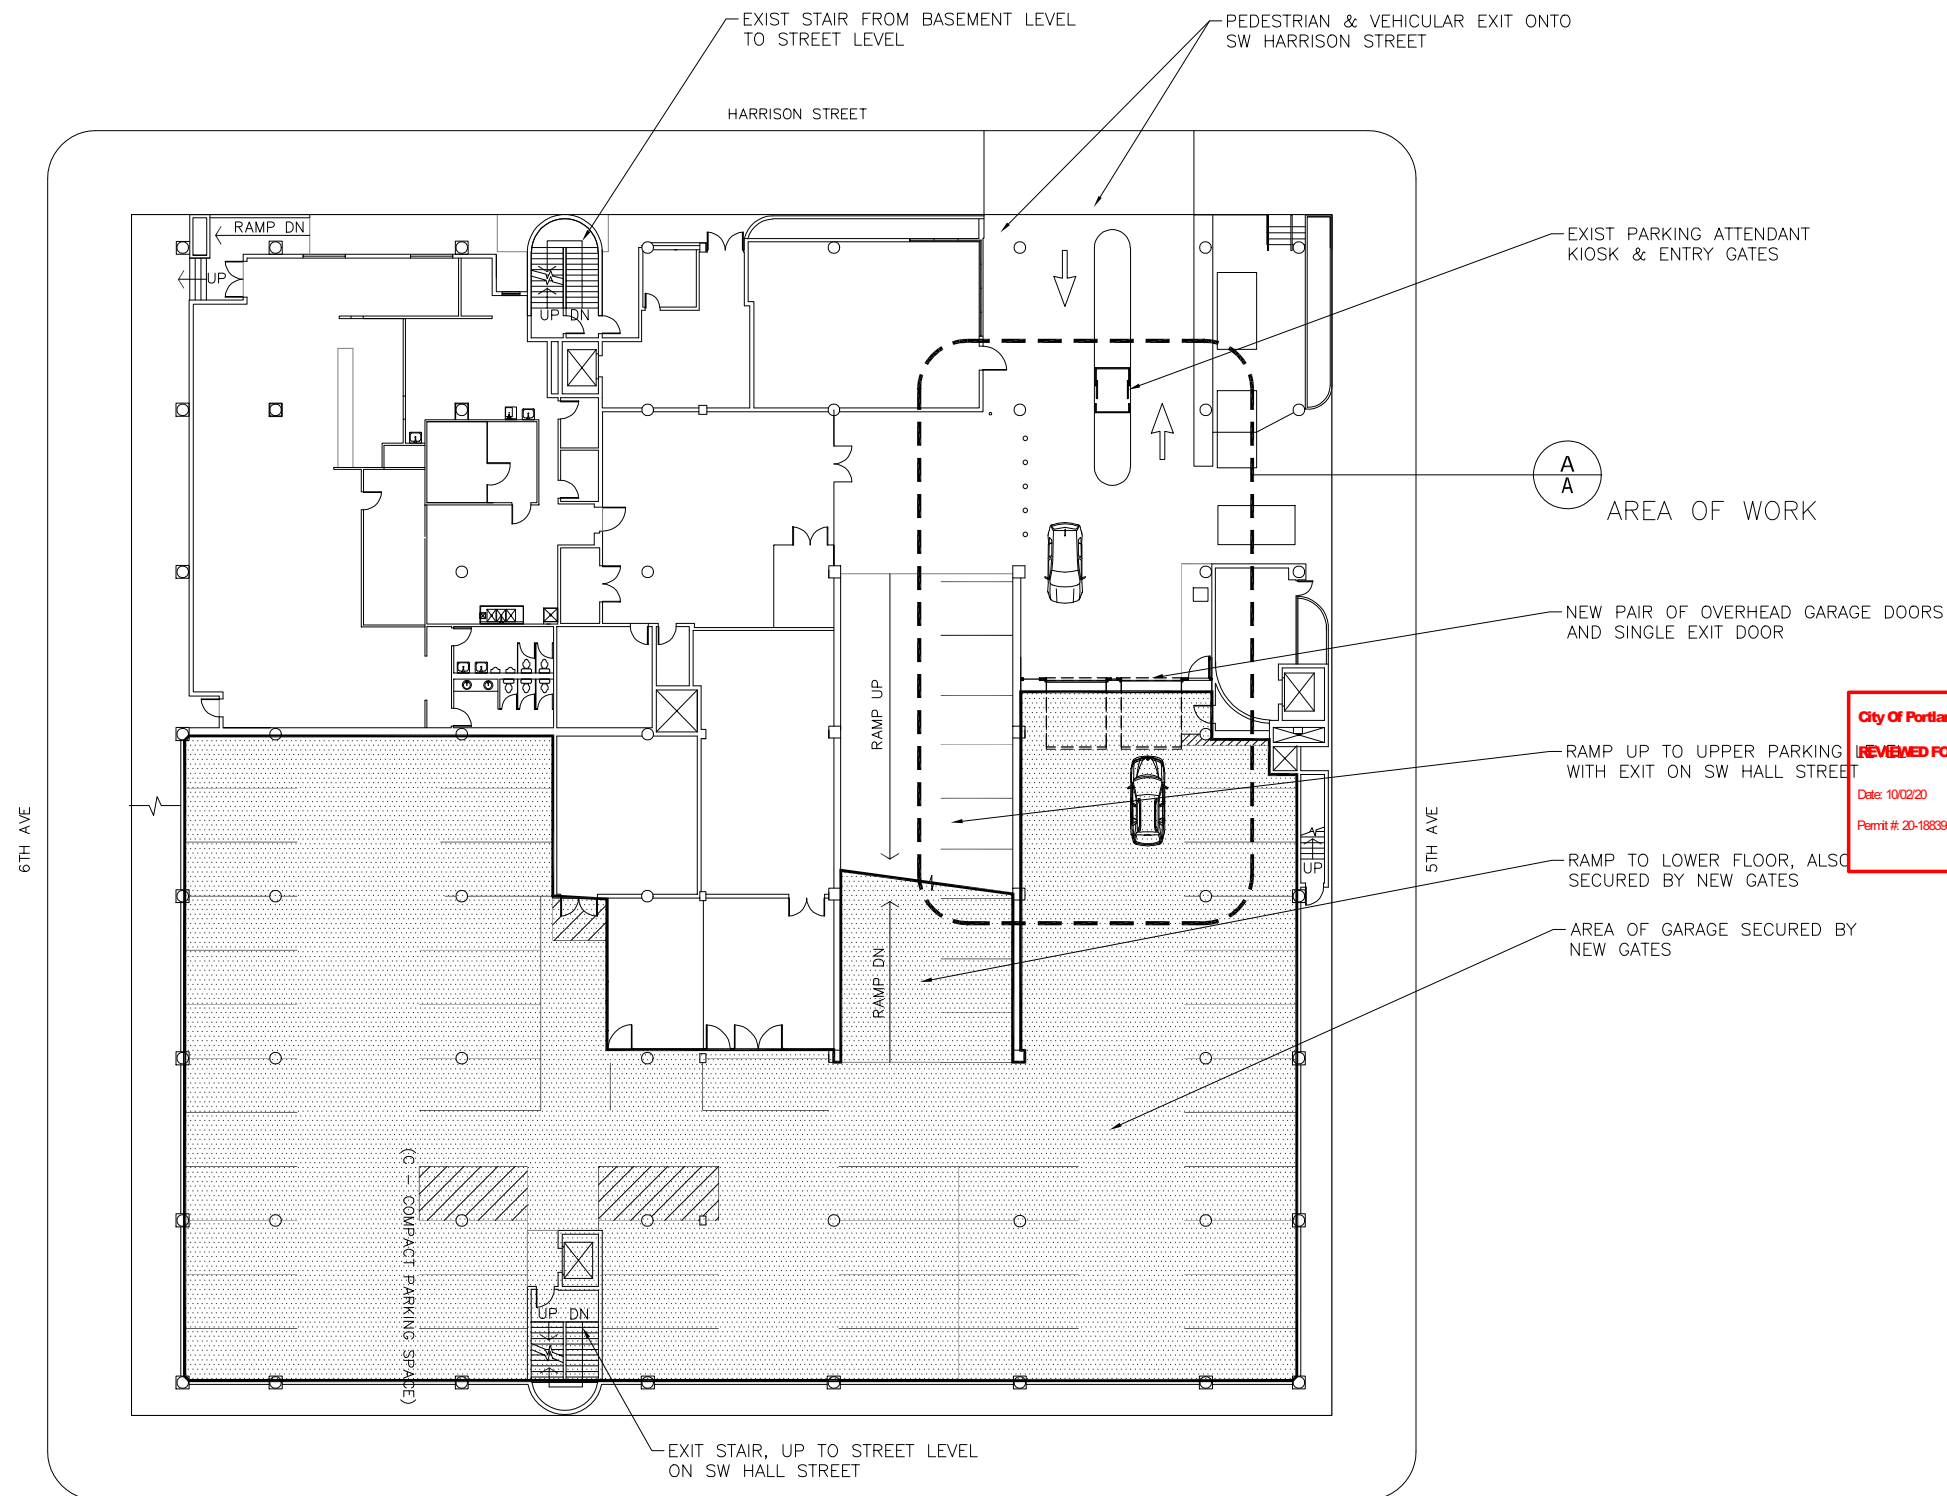 EXIST STAIR FROM BASEMENT LEVEL
TO STREET LEVEL
PEDESTRIAN & VEHICULAR EXIT ONTO
SW HARRISON STREET
HARRISON STREET
RAMP DN
UP
UP DN
EXIST PARKING ATTENDANT
KIOSK & ENTRY GATES
A
A
AREA OF WORK
NEW PAIR OF OVERHEAD GARAGE DOORS
AND SINGLE EXIT DOOR
RAMP UP
RAMP UP TO UPPER PARKING LEVEL
WITH EXIT ON SW HALL STREET
City Of Portla
REVIEWED FO
Date: 10/02/20
Permit #: 20-18839
6TH AVE
5TH AVE
UP
RAMP TO LOWER FLOOR, ALSO
SECURED BY NEW GATES
RAMP DN
AREA OF GARAGE SECURED BY
NEW GATES
(C - COMPACT PARKING SPACE)
UP DN
EXIT STAIR, UP TO STREET LEVEL
ON SW HALL STREET